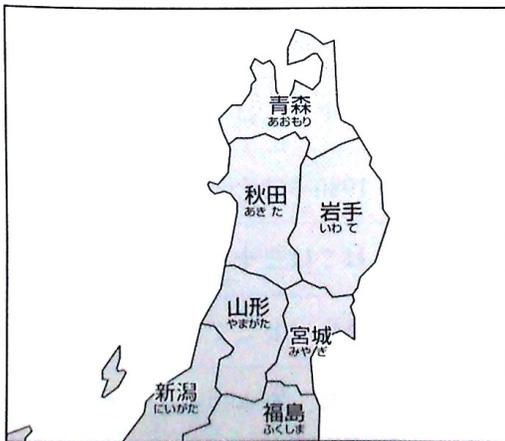 青森
あおもり
秋田
あき た
岩手
いわ て
山形
やまがた
宮城
みやぎ
新潟
にいがた
福島
ふくしま